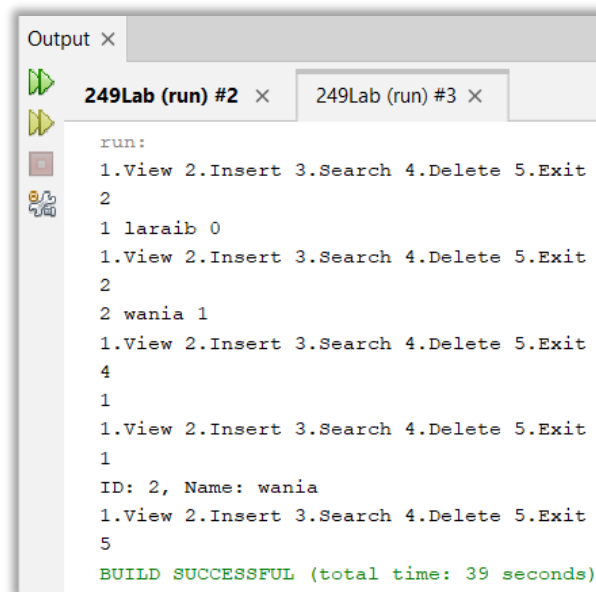 Output
249Lab (run) #2 249Lab (run) #3
run:
1.View 2.Insert 3.Search 4.Delete 5.Exit
2
1 laraib 0
1.View 2.Insert 3.Search 4.Delete 5.Exit
2
2 wania 1
1.View 2.Insert 3.Search 4.Delete 5.Exit
4
1
1.View 2.Insert 3.Search 4.Delete 5.Exit
1
ID: 2, Name: wania
1.View 2.Insert 3.Search 4.Delete 5.Exit
5
BUILD SUCCESSFUL (total time: 39 seconds)